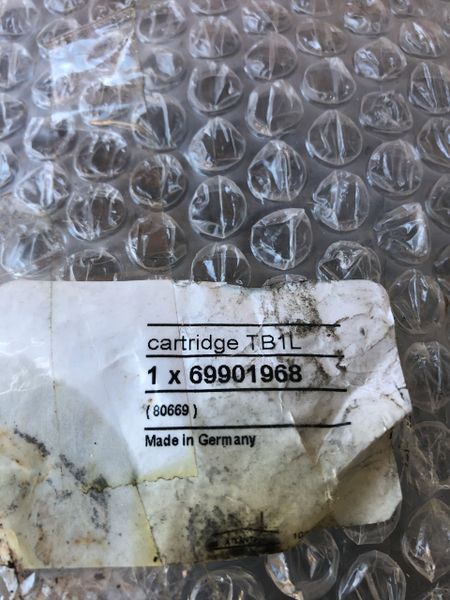 cartridge TB1L
1 x 69901968
( 80669 )
Made in Germany